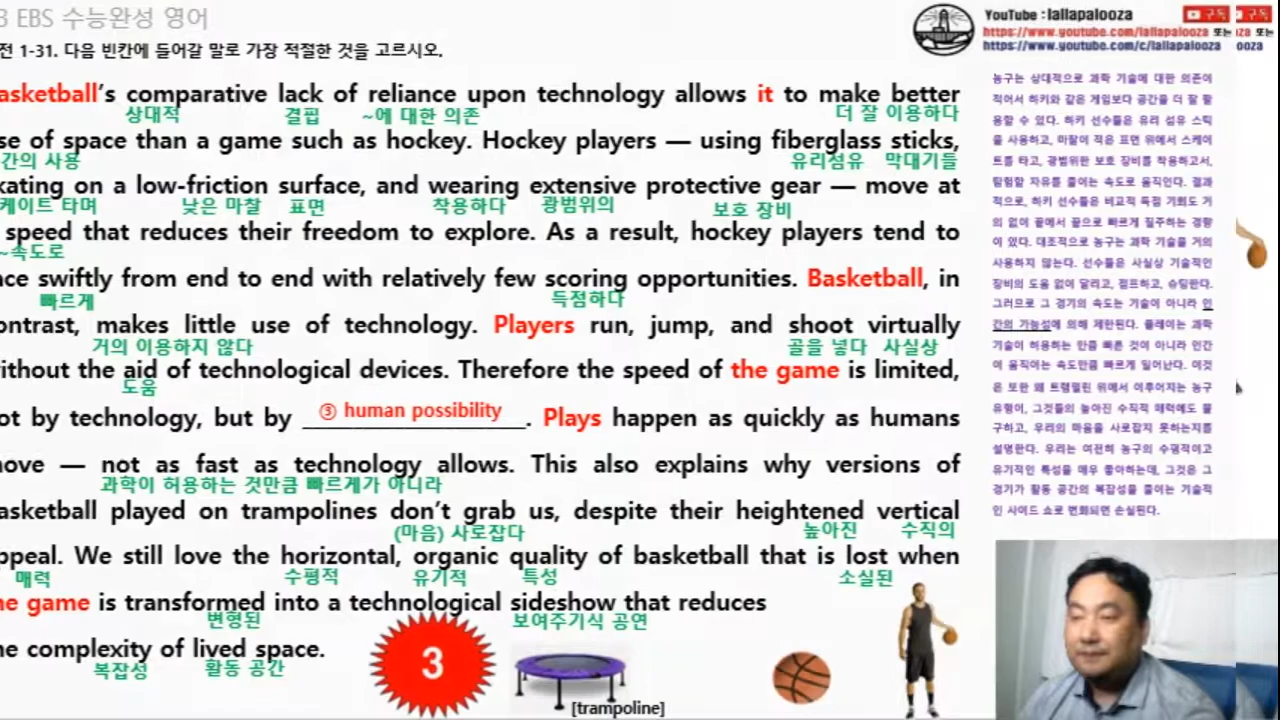 3 EBS 수능완성 영어
전 1-31. 다음 빈칸에 들어갈 말로 가장 적절한 것을 고르시오.
YouTube : lallapalooza
구독 구독
https://www.youtube.com/lallapalooza 또는 oza 또는
https://www.youtube.com/c/lallapalooza ooza
asketball's comparative lack of reliance upon technology allows it to make better
상대적 결핍 ~에 대한 의존 더 잘 이용하다
se of space than a game such as hockey. Hockey players — using fiberglass sticks,
간의 사용 유리섬유 막대기들
kating on a low-friction surface, and wearing extensive protective gear — move at
케이트 타며 낮은 마찰 표면 착용하다 광범위의 보호 장비
speed that reduces their freedom to explore. As a result, hockey players tend to
~속도로
ace swiftly from end to end with relatively few scoring opportunities. Basketball, in
빠르게 득점하다
ontrast, makes little use of technology. Players run, jump, and shoot virtually
거의 이용하지 않다 골을 넣다 사실상
ithout the aid of technological devices. Therefore the speed of the game is limited,
도움
ot by technology, but by ③ human possibility. Plays happen as quickly as humans
nove — not as fast as technology allows. This also explains why versions of
과학이 허용하는 것만큼 빠르게가 아니라
asketball played on trampolines don't grab us, despite their heightened vertical
(마음) 사로잡다 높아진 수직의
ppeal. We still love the horizontal, organic quality of basketball that is lost when
매력 수평적 유기적 특성 소실된
he game is transformed into a technological sideshow that reduces
변형된 보여주기식 공연
he complexity of lived space.
복잡성 활동 공간
3
[trampoline]
농구는 상대적으로 과학 기술에 대한 의존이
적어서 하키와 같은 게임보다 공간을 더 잘 활
용할 수 있다. 하키 선수들은 유리 섬유 스틱
을 사용하고, 마찰이 적은 표면 위에서 스케이
트를 타고, 광범위한 보호 장비를 착용하고서,
탐험할 자유를 줄이는 속도로 움직인다. 결과
적으로, 하키 선수들은 비교적 득점 기회도 거
의 없이 끝에서 끝으로 빠르게 질주하는 경향
이 있다. 대조적으로 농구는 과학 기술을 거의
사용하지 않는다. 선수들은 사실상 기술적인
장비의 도움 없이 달리고, 점프하고, 슈팅한다.
그러므로 그 경기의 속도는 기술이 아니라 인
간의 가능성에 의해 제한된다. 플레이는 과학
기술이 허용하는 만큼 빠른 것이 아니라 인간
이 움직이는 속도만큼 빠르게 일어난다. 이것
은 또한 왜 트램펄린 위에서 이루어지는 농구
유형이, 그것들의 높아진 수직적 매력에도 불
구하고, 우리의 마음을 사로잡지 못하는지를
설명한다. 우리는 여전히 농구의 수평적이고
유기적인 특성을 매우 좋아하는데, 그것은 그
경기가 활동 공간의 복잡성을 줄이는 기술적
인 사이드 쇼로 변화되면 손실된다.